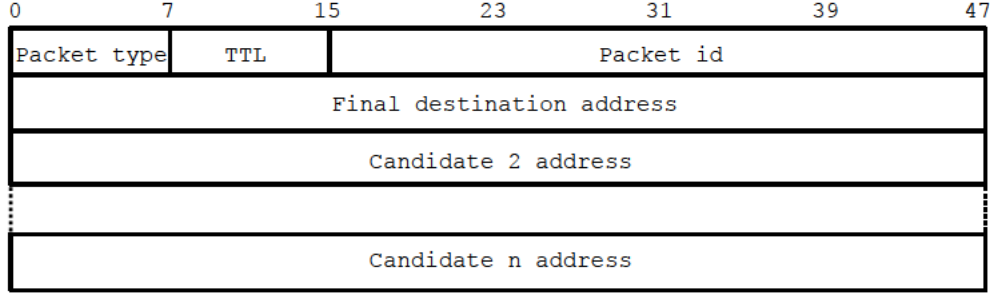 0 7 15 23 31 39 47
Packet type TTL Packet id
Final destination address
Candidate 2 address
Candidate n address